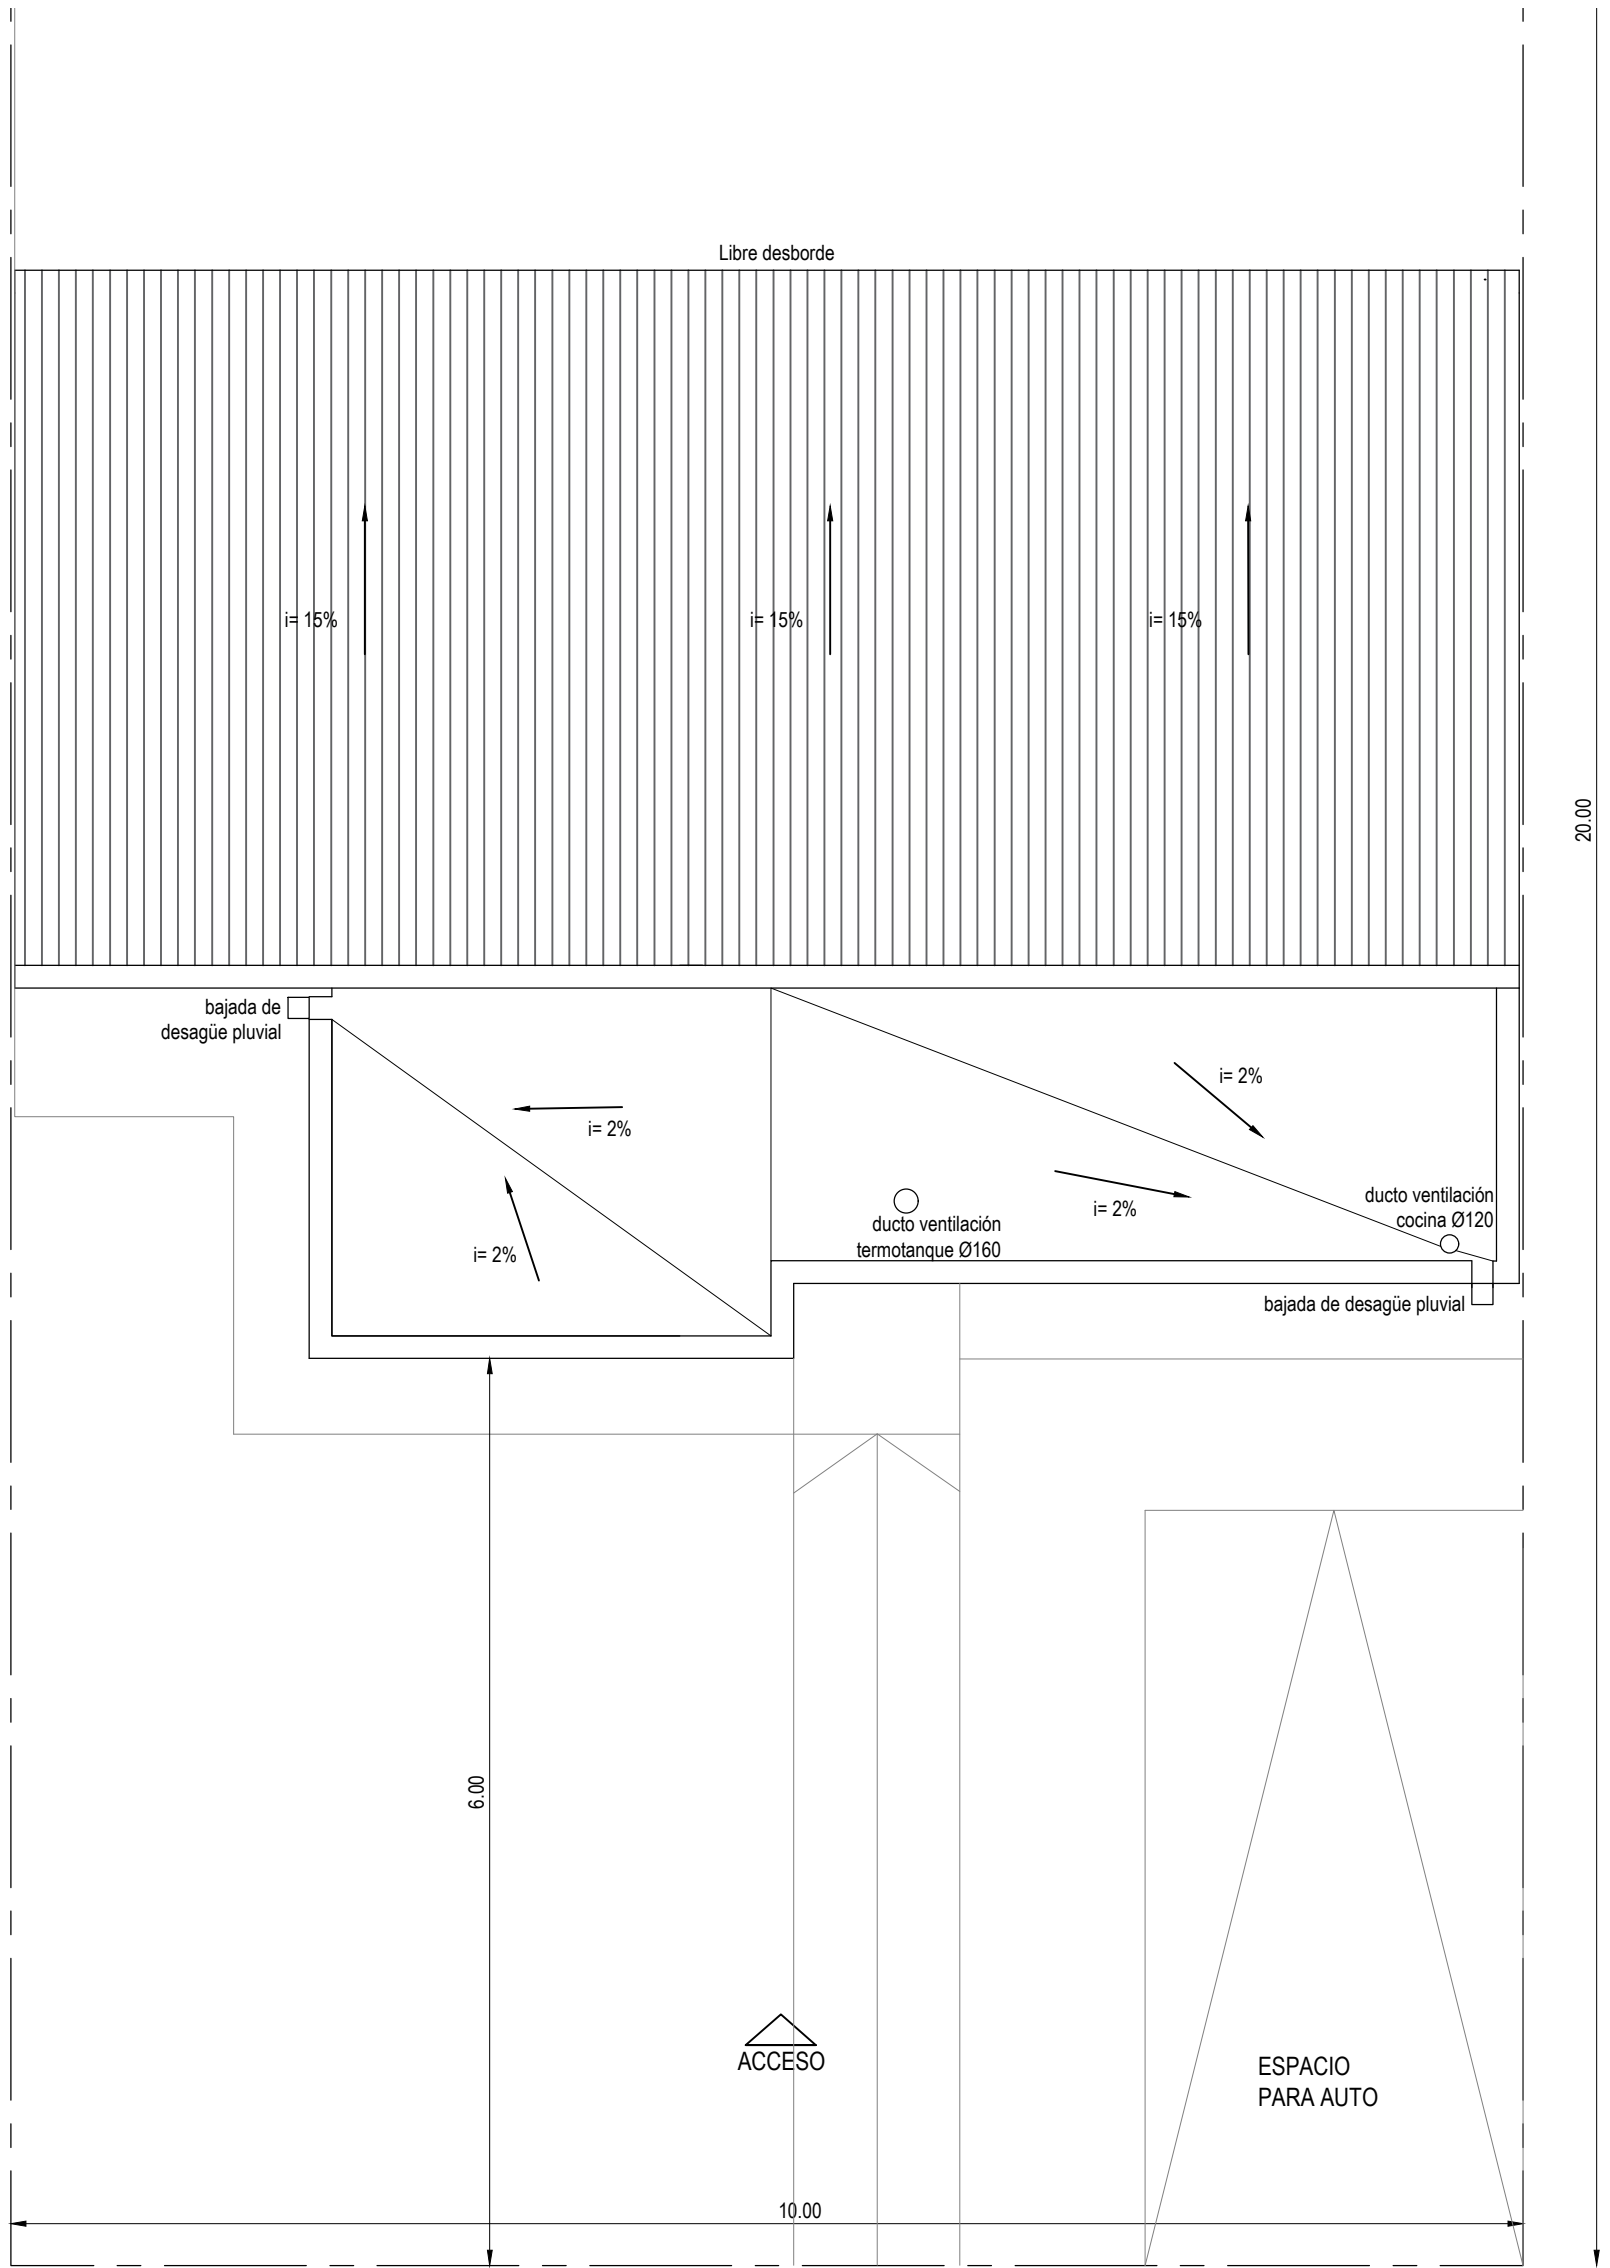 Libre desborde
i= 15%
i= 15%
i= 15%
20.00
bajada de
desagüe pluvial
i= 2%
i= 2%
i= 2%
i= 2%
ducto ventilación
cocina Ø120
ducto ventilación
termotanque Ø160
bajada de desagüe pluvial
6.00
ACCESO
ESPACIO
PARA AUTO
10.00